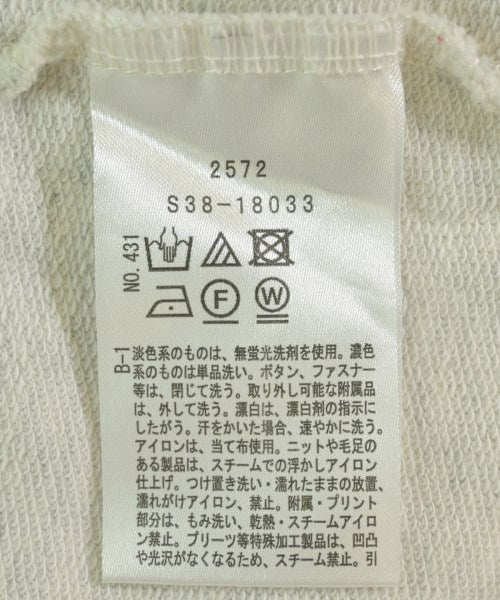 2572
S38-18033
NO. 431
F
W
B-1
淡色系のものは、無蛍光洗剤を使用。濃色
系のものは単品洗い。ボタン、ファスナー
等は、閉じて洗う。取り外し可能な附属品
は、外して洗う。漂白は、漂白剤の指示に
したがう。汗をかいた場合、速やかに洗う。
アイロンは、当て布使用。ニットや毛足の
ある製品は、スチームでの浮かしアイロン
仕上げ。つけ置き洗い・濡れたままの放置、
濡れがけアイロン、禁止。附属・プリント
部分は、もみ洗い、乾熱・スチームアイロ
ン禁止。プリーツ等特殊加工製品は、凹凸
や光沢がなくなるため、スチーム禁止。引